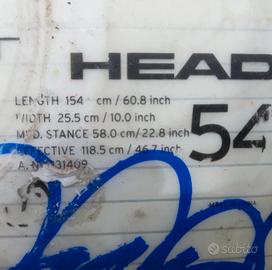 HEAD
LENGTH 154 cm / 60.8 inch
WIDTH 25.5 cm / 10.0 inch
STANCE 58.0 cm / 22.8 inch
EFFECTIVE 118.5 cm / 46.7 inch
54
subito